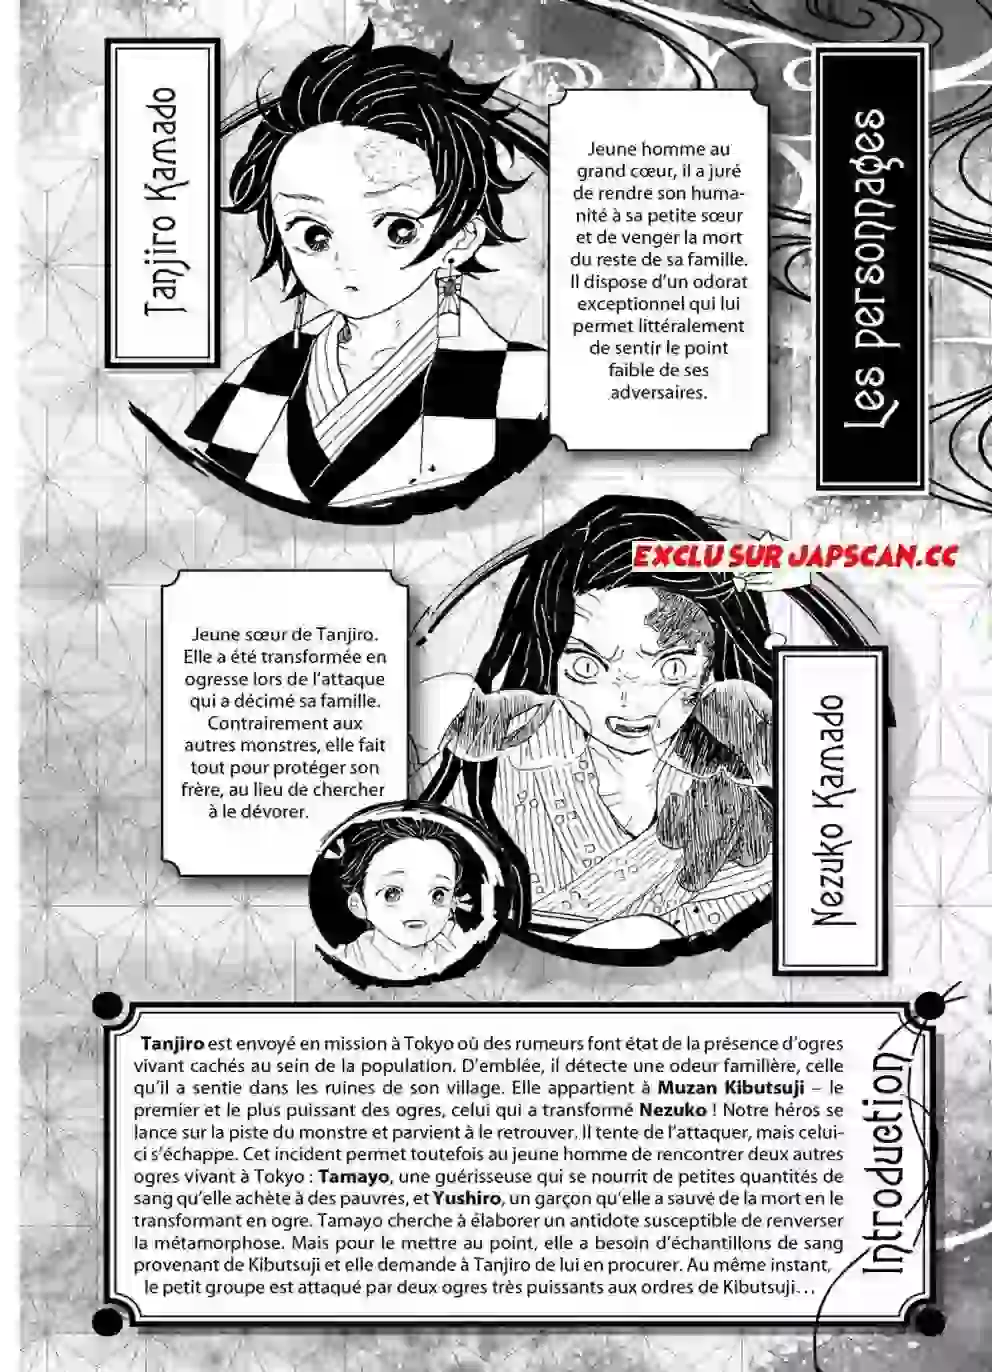 Les personnages
Tanjiro Kamado
Jeune homme au
grand cœur, il a juré
de rendre son huma-
nité à sa petite sœur
et de venger la mort
du reste de sa famille.
Il dispose d'un odorat
exceptionnel qui lui
permet littéralement
de sentir le point
faible de ses
adversaires.
EXCLU SUR JAPSCAN.CC
Nezuko Kamado
Jeune sœur de Tanjiro.
Elle a été transformée en
ogresse lors de l'attaque
qui a décimé sa famille.
Contrairement aux
autres monstres, elle fait
tout pour protéger son
frère, au lieu de chercher
à le dévorer.
Introduction
Tanjiro est envoyé en mission à Tokyo où des rumeurs font état de la présence d'ogres
vivant cachés au sein de la population. D'emblée, il détecte une odeur familière, celle
qu'il a sentie dans les ruines de son village. Elle appartient à Muzan Kibutsuji – le
premier et le plus puissant des ogres, celui qui a transformé Nezuko ! Notre héros se
lance sur la piste du monstre et parvient à le retrouver. Il tente de l'attaquer, mais celui-
ci s'échappe. Cet incident permet toutefois au jeune homme de rencontrer deux autres
ogres vivant à Tokyo : Tamayo, une guérisseuse qui se nourrit de petites quantités de
sang qu'elle achète à des pauvres, et Yushiro, un garçon qu'elle a sauvé de la mort en le
transformant en ogre. Tamayo cherche à élaborer un antidote susceptible de renverser
la métamorphose. Mais pour le mettre au point, elle a besoin d'échantillons de sang
provenant de Kibutsuji et elle demande à Tanjiro de lui en procurer. Au même instant,
le petit groupe est attaqué par deux ogres très puissants aux ordres de Kibutsuji...